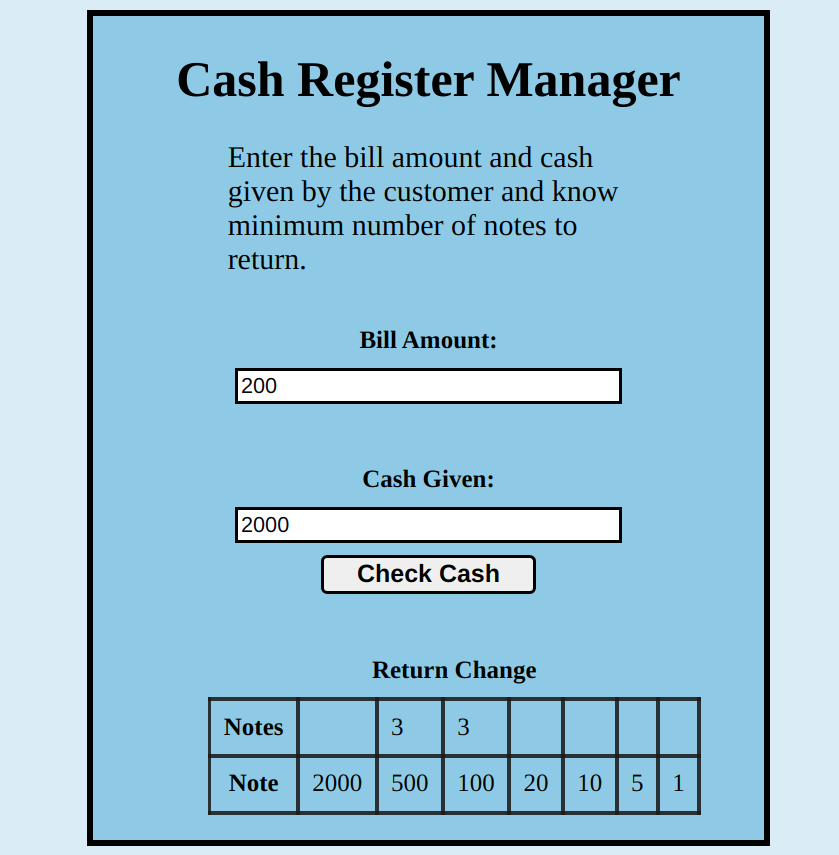 Cash Register Manager
Enter the bill amount and cash
given by the customer and know
minimum number of notes to
return.
Bill Amount:
200
Cash Given:
2000
Check Cash
Return Change
Notes 3 3
Note 2000 500 100 20 10 5 1